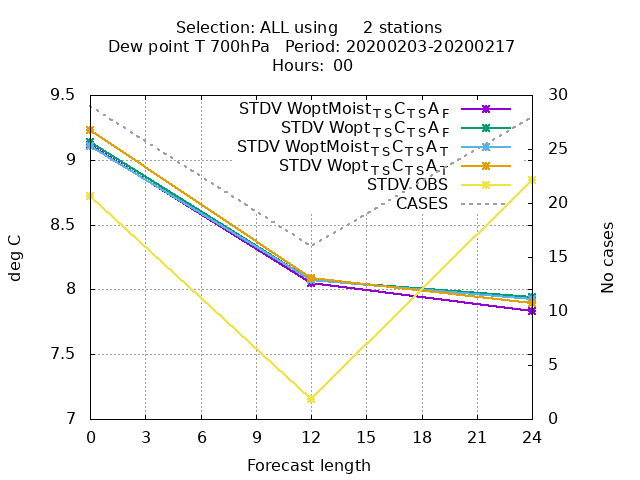 Selection: ALL using     2 stations
Dew point T 700hPa   Period: 20200203-20200217
Hours:  00
STDV WoptMoist_TS C_TS A_F
STDV Wopt_TS C_TS A_F
STDV WoptMoist_TS C_TS A_T
STDV Wopt_TS C_TS A_T
STDV OBS
CASES
9.5
9
8.5
8
7.5
7
deg C
30
25
20
15
10
5
0
No cases
0 3 6 9 12 15 18 21 24
Forecast length